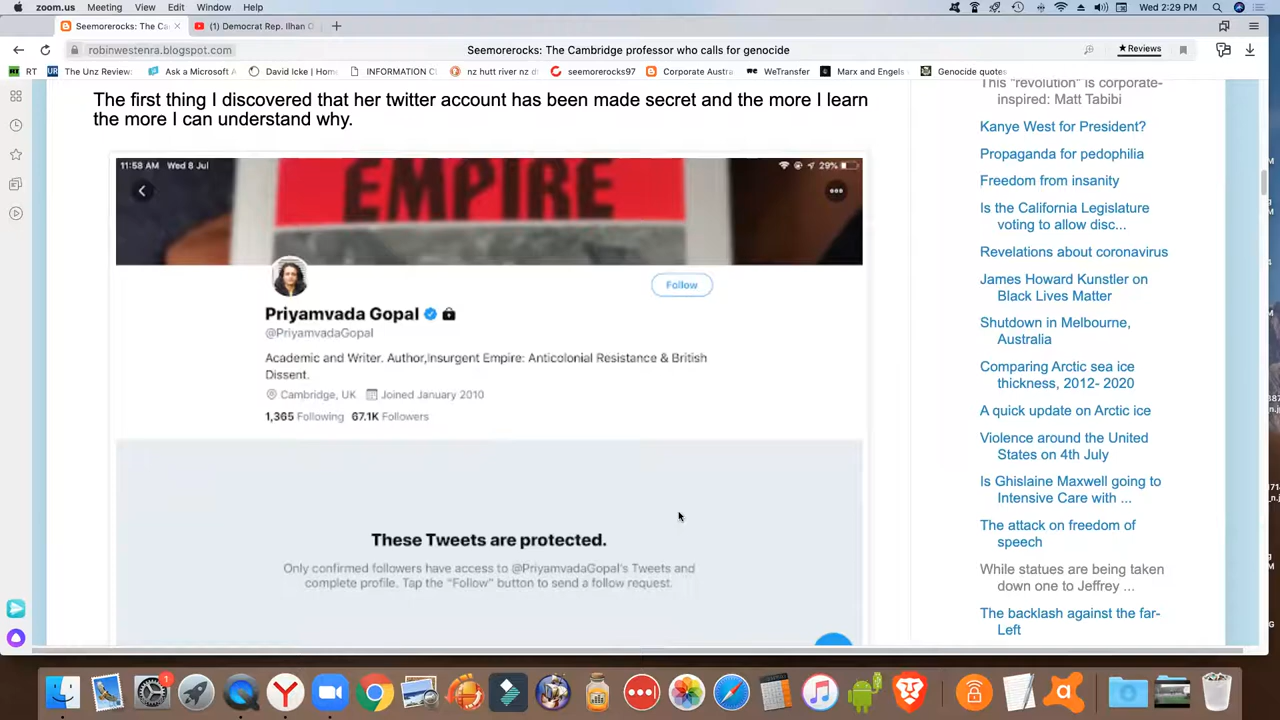 zoom.us Meeting View Edit Window Help Wed 2:29 PM
Seemorerocks: The Ca (1) Democrat Rep. Ilhan
robinwestenra.blogspot.com Seemorerocks: The Cambridge professor who calls for genocide ★Reviews
RT The Unz Review: Ask a Microsoft David Icke | Hom INFORMATION nz hutt river nz d seemorerocks97 Corporate Austra WeTransfer Marx and Engels Genocide quotes
The first thing I discovered that her twitter account has been made secret and the more I learn
the more I can understand why.
11:58 AM Wed 8 Jul 29%
EMPIRE
Follow
Priyamvada Gopal
@PriyamvadaGopal
Academic and Writer. Author,Insurgent Empire: Anticolonial Resistance & British
Dissent.
Cambridge, UK Joined January 2010
1,365 Following 67.1K Followers
These Tweets are protected.
Only confirmed followers have access to @PriyamvadaGopal's Tweets and
complete profile. Tap the "Follow" button to send a follow request.
This "revolution" is corporate-
inspired: Matt Tabibi
Kanye West for President?
Propaganda for pedophilia
Freedom from insanity
Is the California Legislature
voting to allow disc...
Revelations about coronavirus
James Howard Kunstler on
Black Lives Matter
Shutdown in Melbourne,
Australia
Comparing Arctic sea ice
thickness, 2012- 2020
A quick update on Arctic ice
Violence around the United
States on 4th July
Is Ghislaine Maxwell going to
Intensive Care with ...
The attack on freedom of
speech
While statues are being taken
down one to Jeffrey ...
The backlash against the far-
Left
1